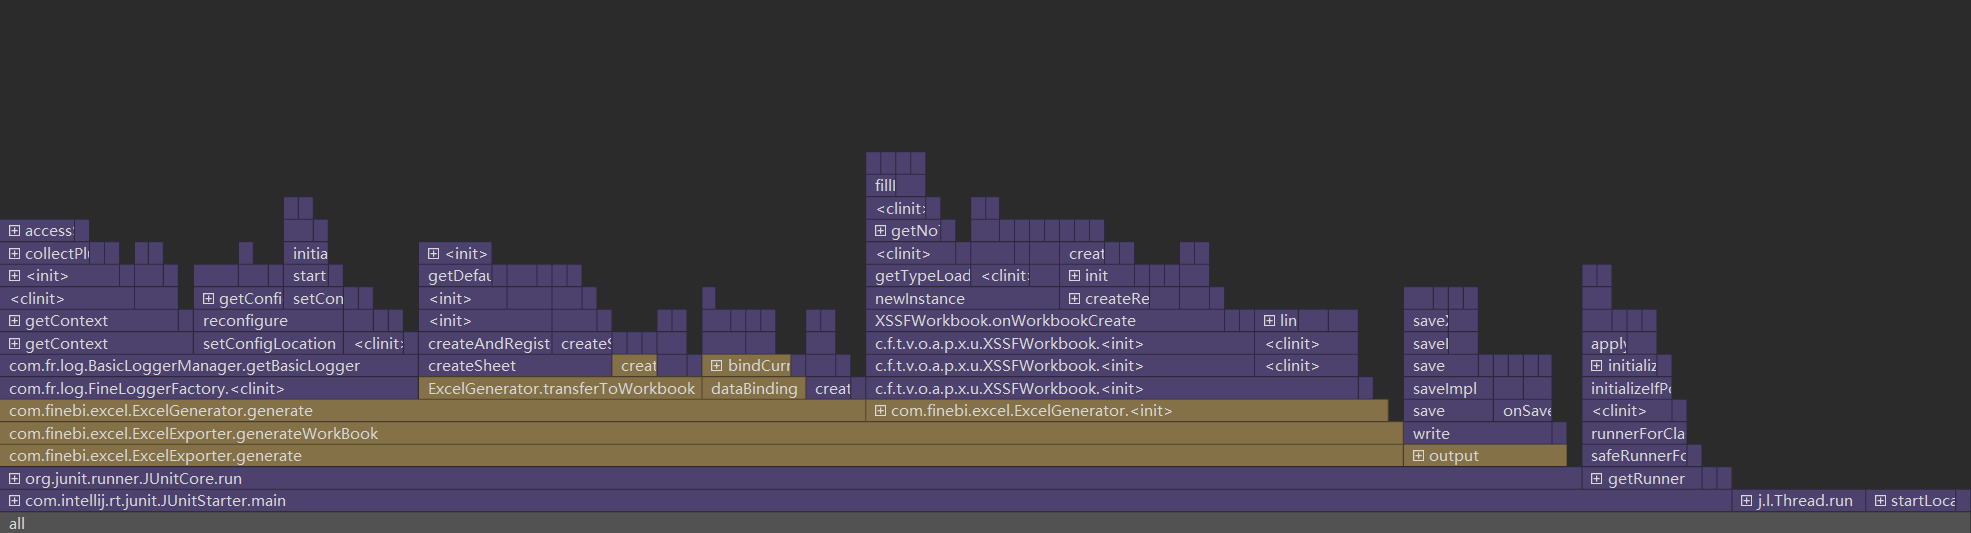 fillI
<clinit>
access
getNo
collectPlu
initia
<init>
<clinit>
creat
<init>
start
getDefau
getTypeLoad
<clinit>
init
<clinit>
getConfi
setCon
<init>
newInstance
createRe
getContext
reconfigure
<init>
XSSFWorkbook.onWorkbookCreate
lin
save
getContext
setConfigLocation
<clinit>
createAndRegist
createS
c.f.t.v.o.a.p.x.u.XSSFWorkbook.<init>
<clinit>
saveI
apply
com.fr.log.BasicLoggerManager.getBasicLogger
createSheet
creat
bindCurr
c.f.t.v.o.a.p.x.u.XSSFWorkbook.<init>
<clinit>
save
initializ
com.fr.log.FineLoggerFactory.<clinit>
ExcelGenerator.transferToWorkbook
dataBinding
creat
c.f.t.v.o.a.p.x.u.XSSFWorkbook.<init>
saveImpl
initializeIfPo
com.finebi.excel.ExcelGenerator.generate
com.finebi.excel.ExcelGenerator.<init>
save
onSave
<clinit>
com.finebi.excel.ExcelExporter.generateWorkBook
write
runnerForCla
com.finebi.excel.ExcelExporter.generate
output
safeRunnerFo
org.junit.runner.JUnitCore.run
getRunner
com.intellij.rt.junit.JUnitStarter.main
j.l.Thread.run
startLoca
all